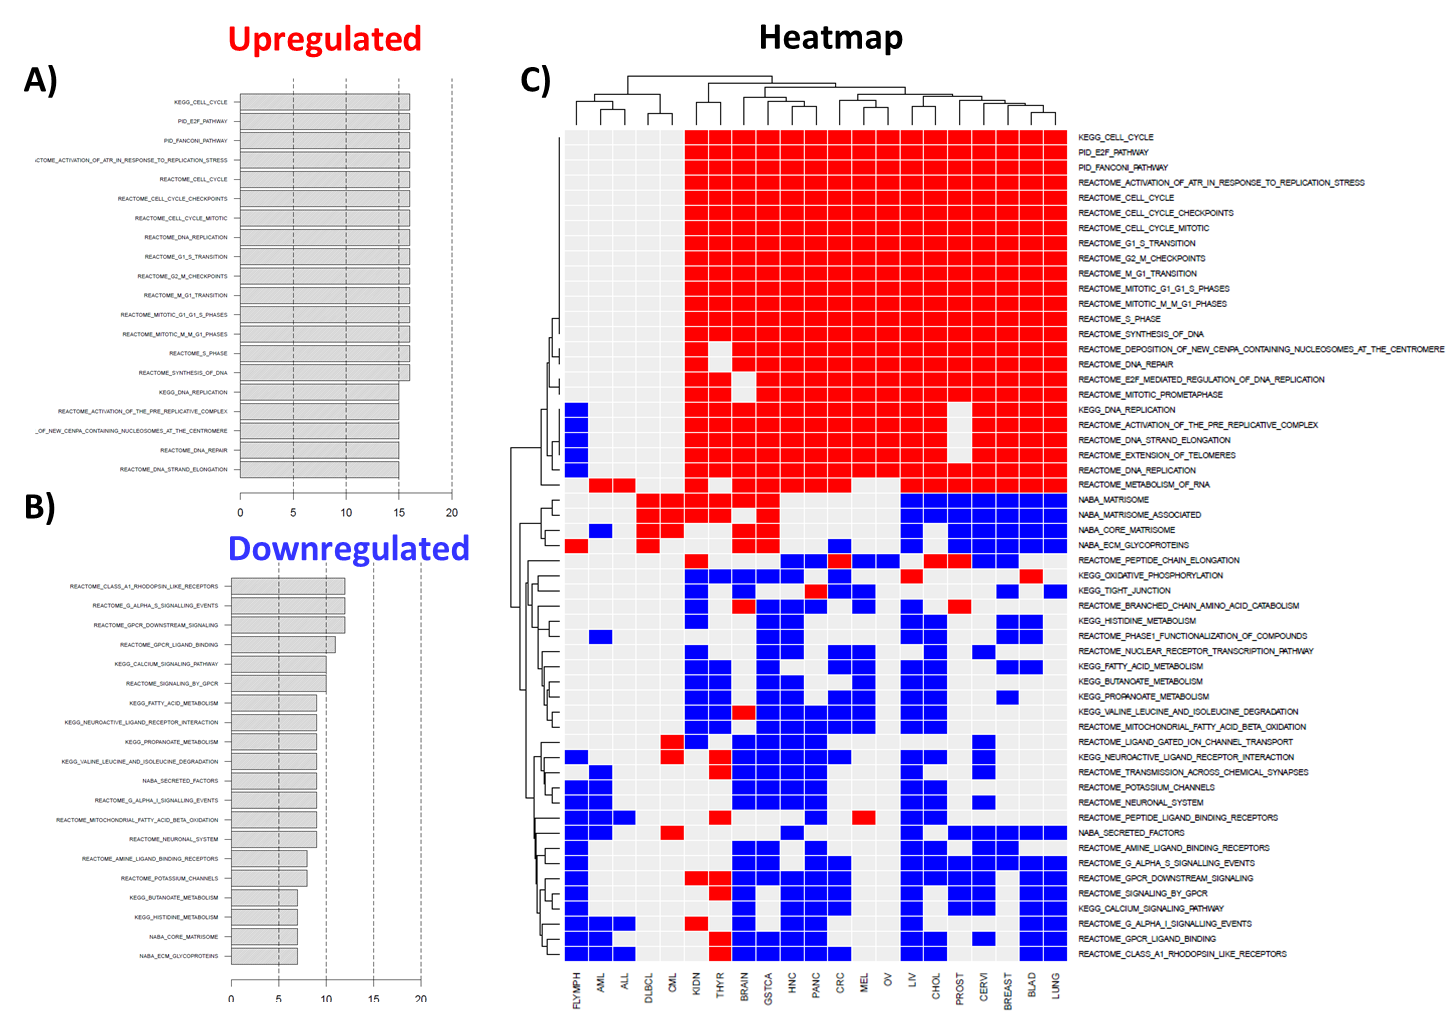 Upregulated
Heatmap
A)
KEGG_CELL_CYCLE
PID_E2F_PATHWAY
PID_FANCONI_PATHWAY
:CTOME_ACTIVATION_OF_ATR_IN_RESPONSE_TO_REPLICATION_STRESS
REACTOME_CELL_CYCLE
REACTOME_CELL_CYCLE_CHECKPOINTS
REACTOME_CELL_CYCLE_MITOTIC
REACTOME_DNA_REPLICATION
REACTOME_G1_S_TRANSITION
REACTOME_G2_M_CHECKPOINTS
REACTOME_M_G1_TRANSITION
REACTOME_MITOTIC_G1_G1_S_PHASES
REACTOME_MITOTIC_M_M_G1_PHASES
REACTOME_S_PHASE
REACTOME_SYNTHESIS_OF_DNA
KEGG_DNA_REPLICATION
REACTOME_ACTIVATION_OF_THE_PRE_REPLICATIVE_COMPLEX
_OF_NEW_CENPA_CONTAINING_NUCLEOSOMES_AT_THE_CENTROMERE
REACTOME_DNA_REPAIR
REACTOME_DNA_STRAND_ELONGATION
0 5 10 15 20
B)
Downregulated
REACTOME_CLASS_A1_RHODOPSIN_LIKE_RECEPTORS
REACTOME_G_ALPHA_S_SIGNALLING_EVENTS
REACTOME_GPCR_DOWNSTREAM_SIGNALING
REACTOME_GPCR_LIGAND_BINDING
KEGG_CALCIUM_SIGNALING_PATHWAY
REACTOME_SIGNALING_BY_GPCR
KEGG_FATTY_ACID_METABOLISM
KEGG_NEUROACTIVE_LIGAND_RECEPTOR_INTERACTION
KEGG_PROPANOATE_METABOLISM
KEGG_VALINE_LEUCINE_AND_ISOLEUCINE_DEGRADATION
NABA_SECRETED_FACTORS
REACTOME_G_ALPHA_I_SIGNALLING_EVENTS
REACTOME_MITOCHONDRIAL_FATTY_ACID_BETA_OXIDATION
REACTOME_NEURONAL_SYSTEM
REACTOME_AMINE_LIGAND_BINDING_RECEPTORS
REACTOME_POTASSIUM_CHANNELS
KEGG_BUTANOATE_METABOLISM
KEGG_HISTIDINE_METABOLISM
NABA_CORE_MATRISOME
NABA_ECM_GLYCOPROTEINS
0 5 10 15 20
C)
KEGG_CELL_CYCLE
PID_E2F_PATHWAY
PID_FANCONI_PATHWAY
REACTOME_ACTIVATION_OF_ATR_IN_RESPONSE_TO_REPLICATION_STRESS
REACTOME_CELL_CYCLE
REACTOME_CELL_CYCLE_CHECKPOINTS
REACTOME_CELL_CYCLE_MITOTIC
REACTOME_G1_S_TRANSITION
REACTOME_G2_M_CHECKPOINTS
REACTOME_M_G1_TRANSITION
REACTOME_MITOTIC_G1_G1_S_PHASES
REACTOME_MITOTIC_M_M_G1_PHASES
REACTOME_S_PHASE
REACTOME_SYNTHESIS_OF_DNA
REACTOME_DEPOSITION_OF_NEW_CENPA_CONTAINING_NUCLEOSOMES_AT_THE_CENTROMERE
REACTOME_DNA_REPAIR
REACTOME_E2F_MEDIATED_REGULATION_OF_DNA_REPLICATION
REACTOME_MITOTIC_PROMETAPHASE
KEGG_DNA_REPLICATION
REACTOME_ACTIVATION_OF_THE_PRE_REPLICATIVE_COMPLEX
REACTOME_DNA_STRAND_ELONGATION
REACTOME_EXTENSION_OF_TELOMERES
REACTOME_DNA_REPLICATION
REACTOME_METABOLISM_OF_RNA
NABA_MATRISOME
NABA_MATRISOME_ASSOCIATED
NABA_CORE_MATRISOME
NABA_ECM_GLYCOPROTEINS
REACTOME_PEPTIDE_CHAIN_ELONGATION
KEGG_OXIDATIVE_PHOSPHORYLATION
KEGG_TIGHT_JUNCTION
REACTOME_BRANCHED_CHAIN_AMINO_ACID_CATABOLISM
KEGG_HISTIDINE_METABOLISM
REACTOME_PHASE1_FUNCTIONALIZATION_OF_COMPOUNDS
REACTOME_NUCLEAR_RECEPTOR_TRANSCRIPTION_PATHWAY
KEGG_FATTY_ACID_METABOLISM
KEGG_BUTANOATE_METABOLISM
KEGG_PROPANOATE_METABOLISM
KEGG_VALINE_LEUCINE_AND_ISOLEUCINE_DEGRADATION
REACTOME_MITOCHONDRIAL_FATTY_ACID_BETA_OXIDATION
REACTOME_LIGAND_GATED_ION_CHANNEL_TRANSPORT
KEGG_NEUROACTIVE_LIGAND_RECEPTOR_INTERACTION
REACTOME_TRANSMISSION_ACROSS_CHEMICAL_SYNAPSES
REACTOME_POTASSIUM_CHANNELS
REACTOME_NEURONAL_SYSTEM
REACTOME_PEPTIDE_LIGAND_BINDING_RECEPTORS
NABA_SECRETED_FACTORS
REACTOME_AMINE_LIGAND_BINDING_RECEPTORS
REACTOME_G_ALPHA_S_SIGNALLING_EVENTS
REACTOME_GPCR_DOWNSTREAM_SIGNALING
REACTOME_SIGNALING_BY_GPCR
KEGG_CALCIUM_SIGNALING_PATHWAY
REACTOME_G_ALPHA_I_SIGNALLING_EVENTS
REACTOME_GPCR_LIGAND_BINDING
REACTOME_CLASS_A1_RHODOPSIN_LIKE_RECEPTORS
FLYMPH AML ALL DLBCL CML KIDN THYR BRAIN GSTCA HNC PANC CRC MEL OV LIV CHOL PROST CERVI BREAST BLAD LUNG